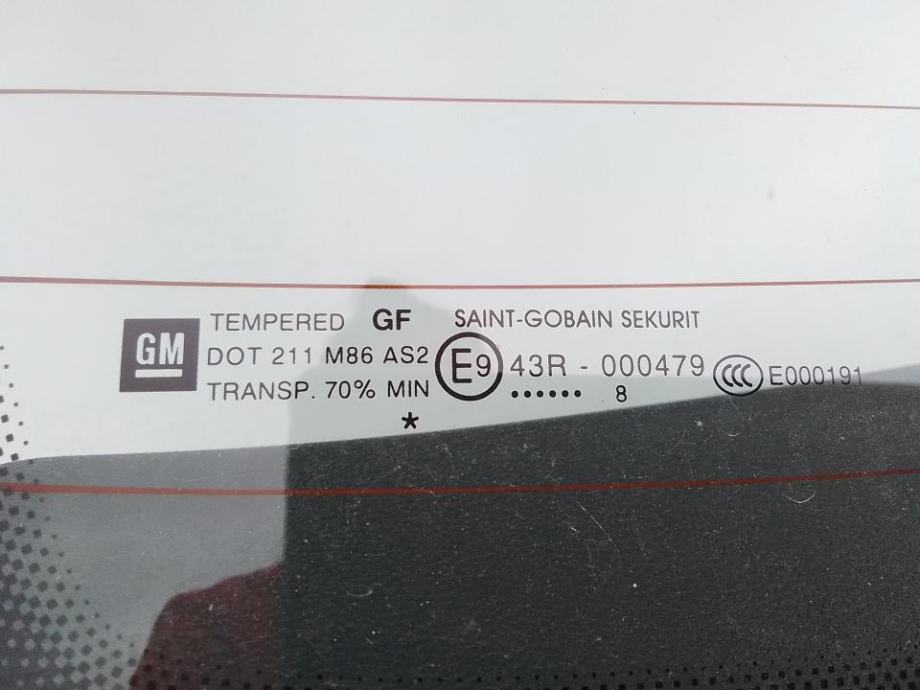 GM
TEMPERED GF SAINT-GOBAIN SEKURIT
DOT 211 M86 AS2 E9 43R - 000479 CCC E000191
TRANSP. 70% MIN •••••• 8
*